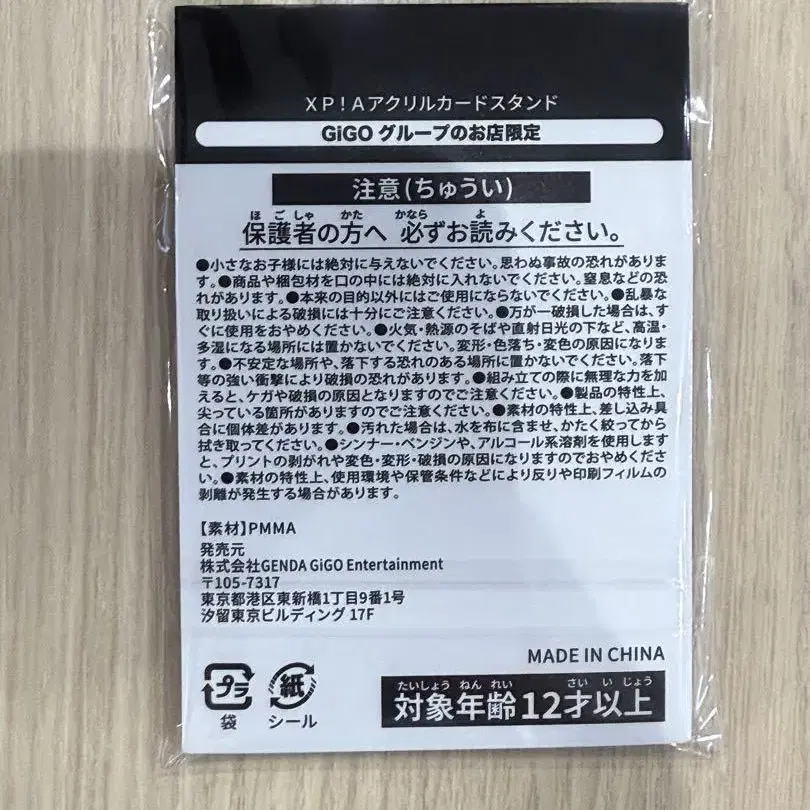 XP!Aアクリルカードスタンド
GiGO グループのお店限定
注意(ちゅうい)
ほごしゃ かた かなら よ
保護者の方へ 必ずお読みください。
●小さなお子様には絶対に与えないでください。思わぬ事故の恐れがありま
す。●商品や梱包材を口の中には絶対に入れないでください。窒息などの恐
れがあります。●本来の目的以外にはご使用にならないでください。●乱暴な
取り扱いによる破損には十分にご注意ください。●万が一破損した場合は、す
ぐに使用をおやめください。●火気・熱源のそばや直射日光の下など、高温・
多湿になる場所には置かないでください。変形・色落ち・変色の原因になりま
す。●不安定な場所や、落下する恐れのある場所に置かないでください。落下
等の強い衝撃により破損の恐れがあります。●組み立ての際に無理な力を加
えると、ケガや破損の原因となりますのでご注意ください。●製品の特性上、
尖っている箇所がありますのでご注意ください。●素材の特性上、差し込み具
合に個体差があります。●汚れた場合は、水を布に含ませ、かたく絞ってから
拭き取ってください。●シンナー・ベンジンや、アルコール系溶剤を使用します
と、プリントの剥がれや変色・変形・破損の原因になりますのでおやめくださ
い。●素材の特性上、使用環境や保管条件などにより反りや印刷フィルムの
剥離が発生する場合があります。
【素材】PMMA
発売元
株式会社GENDA GiGO Entertainment
〒105-7317
東京都港区東新橋1丁目9番1号
汐留東京ビルディング 17F
MADE IN CHINA
プラ 紙
袋 シール
たいしょう ねん れい さい い じょう
対象年齢12才以上